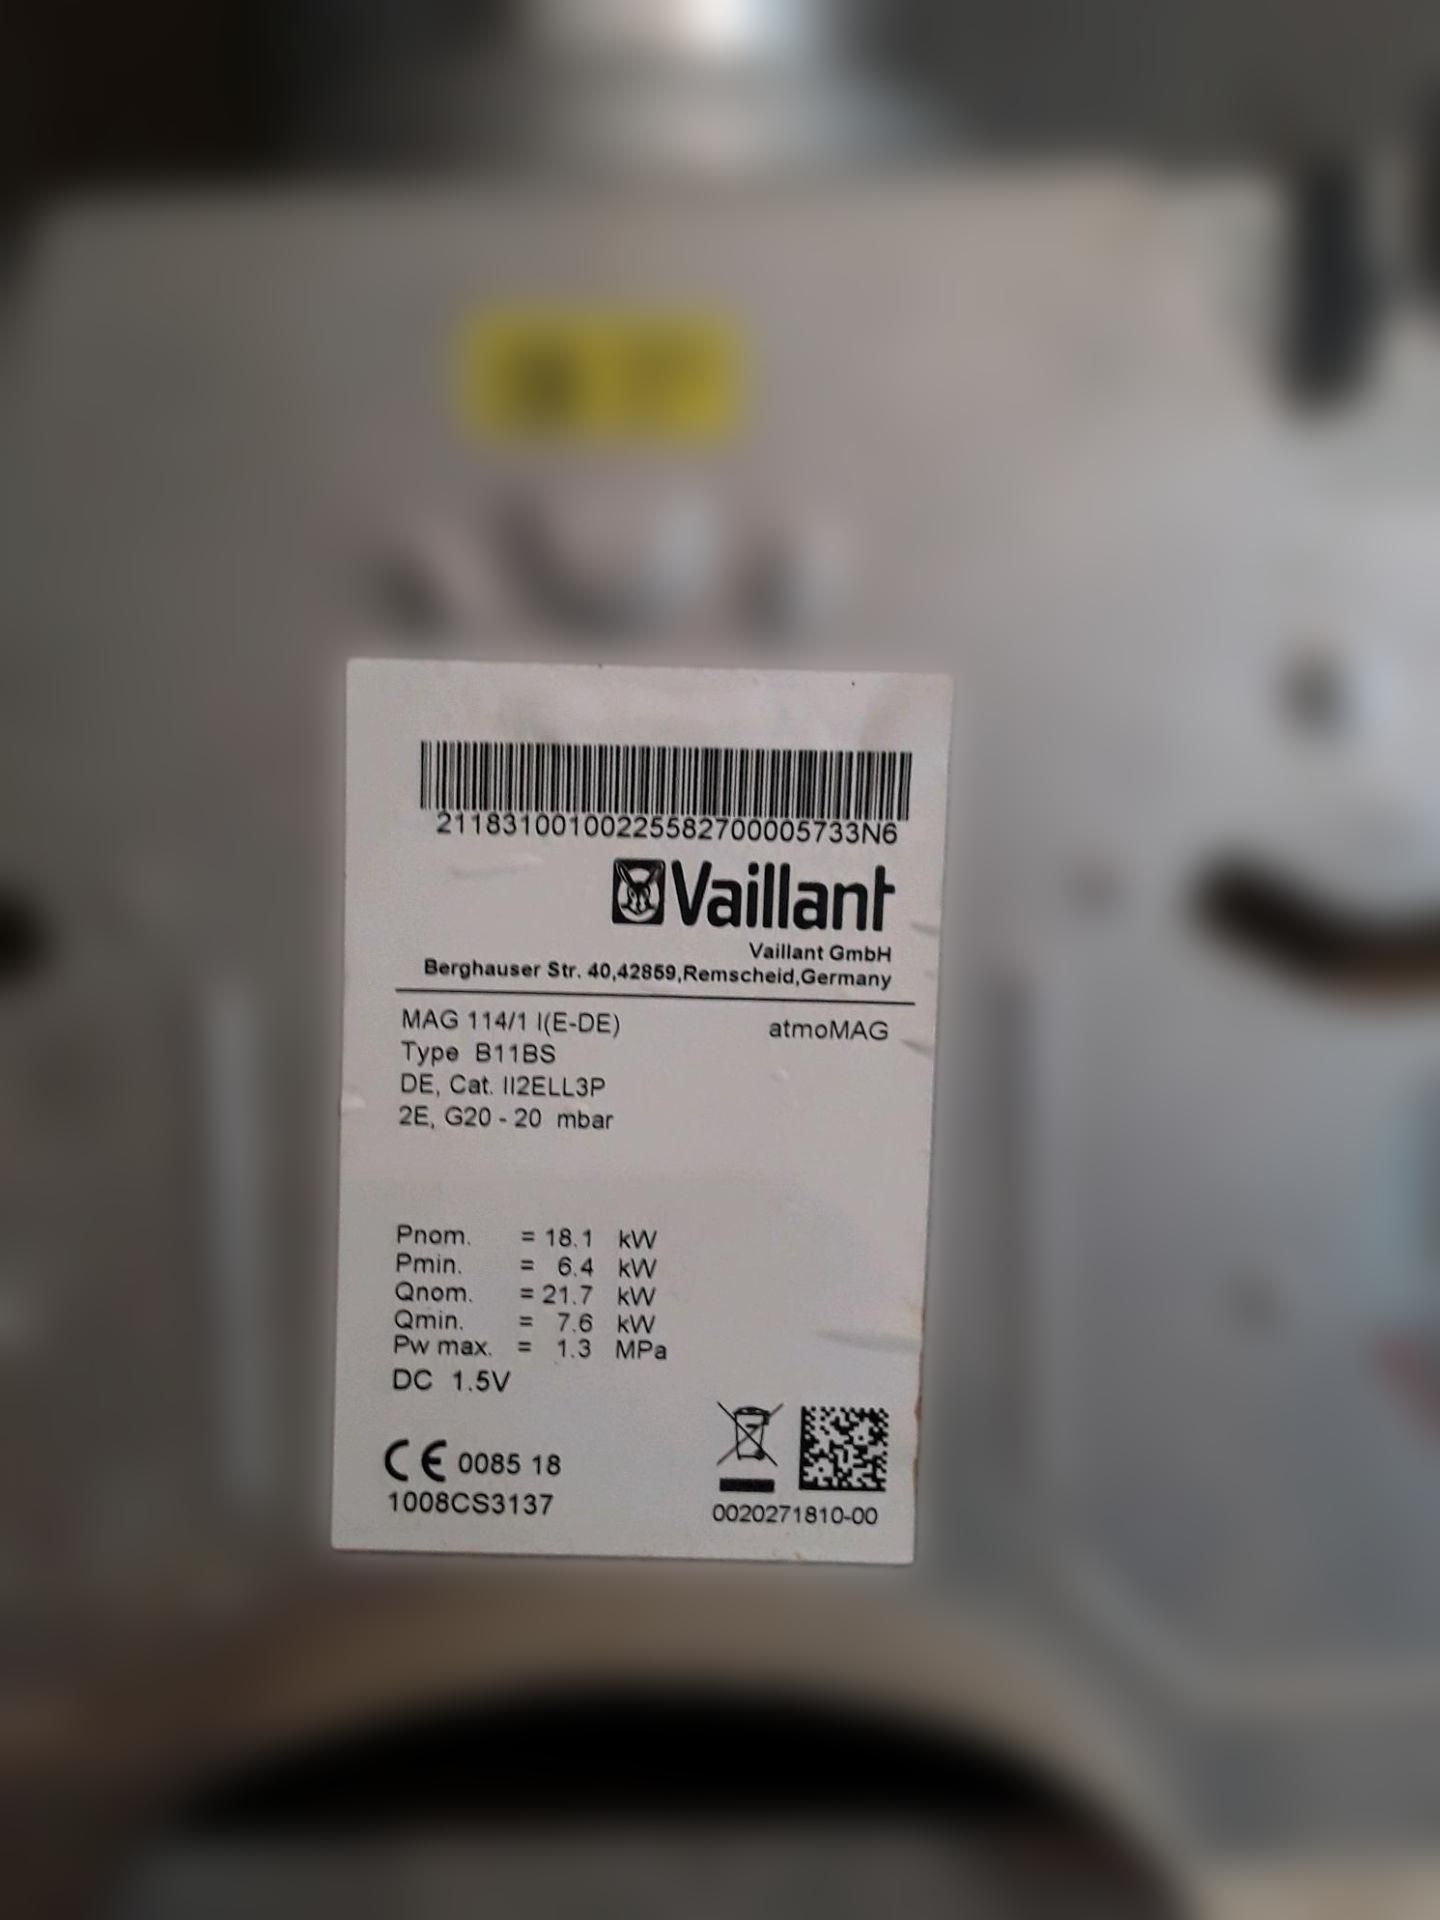 21183100100225582700005733N6
Vaillant
Vaillant GmbH
Berghauser Str. 40,42859,Remscheid,Germany
MAG 114/1 I(E-DE) atmoMAG
Type B11BS
DE, Cat. II2ELL3P
2E, G20 - 20 mbar
Pnom. = 18.1 kW
Pmin. = 6.4 kW
Qnom. = 21.7 kW
Qmin. = 7.6 kW
Pw max. = 1.3 MPa
DC 1.5V
CE 0085 18
1008CS3137
0020271810-00